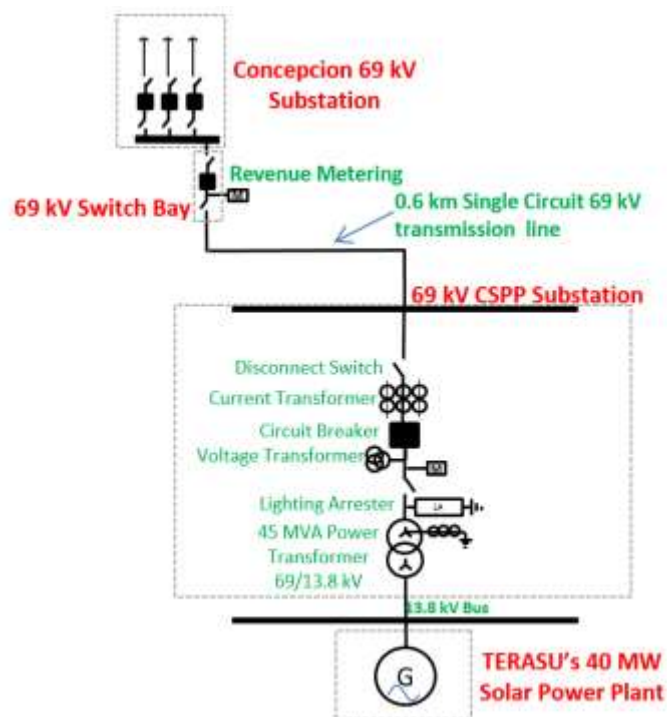 Concepcion 69 kV
Substation
Revenue Metering
69 kV Switch Bay
0.6 km Single Circuit 69 kV
transmission line
69 kV CSPP Substation
Disconnect Switch
Current Transformer
Circuit Breaker
Voltage Transformer
Lighting Arrester
LA
45 MVA Power
Transformer
69/13.8 kV
13.8 kV Bus
G
TERASU's 40 MW
Solar Power Plant